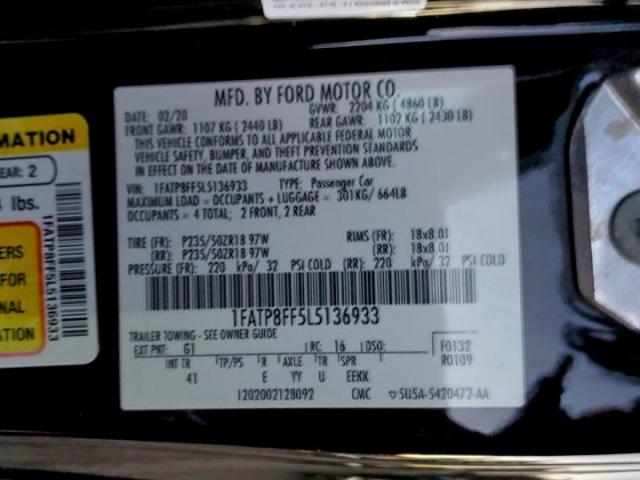 MFD. BY FORD MOTOR CO.
DATE: 02/20 GVWR: 2204 KG ( 4860 LB)
FRONT GAWR: 1107 KG ( 2440 LB) REAR GAWR: 1102 KG ( 2430 LB)
THIS VEHICLE CONFORMS TO ALL APPLICABLE FEDERAL MOTOR
VEHICLE SAFETY, BUMPER, AND THEFT PREVENTION STANDARDS
IN EFFECT ON THE DATE OF MANUFACTURE SHOWN ABOVE.
VIN: 1FATP8FF5L5136933 TYPE: Passenger Car
MAXIMUM LOAD = OCCUPANTS + LUGGAGE = 301KG/ 664LB
OCCUPANTS = 4 TOTAL; 2 FRONT, 2 REAR
TIRE (FR): P235/50ZR18 97W RIMS (FR): 18x8.0J
(RR): P235/50ZR18 97W (RR): 18x8.0J
PRESSURE (FR): 220 kPa/ 32 PSI COLD (RR): 220 kPa/ 32 PSI COLD
1FATP8FF5L5136933
TRAILER TOWING - SEE OWNER GUIDE
EXT PNT: G1 RC: 16 DSO: F0132
INT TR TP/PS R AXLE TR SPR R0109
41 E YY U EEKK
1202002128092 CMC 5USA-5420472-AA
RMATION
EAR: 2
lbs.
ERS
FOR
ONAL
ATION
1FATP8FF5L5136933